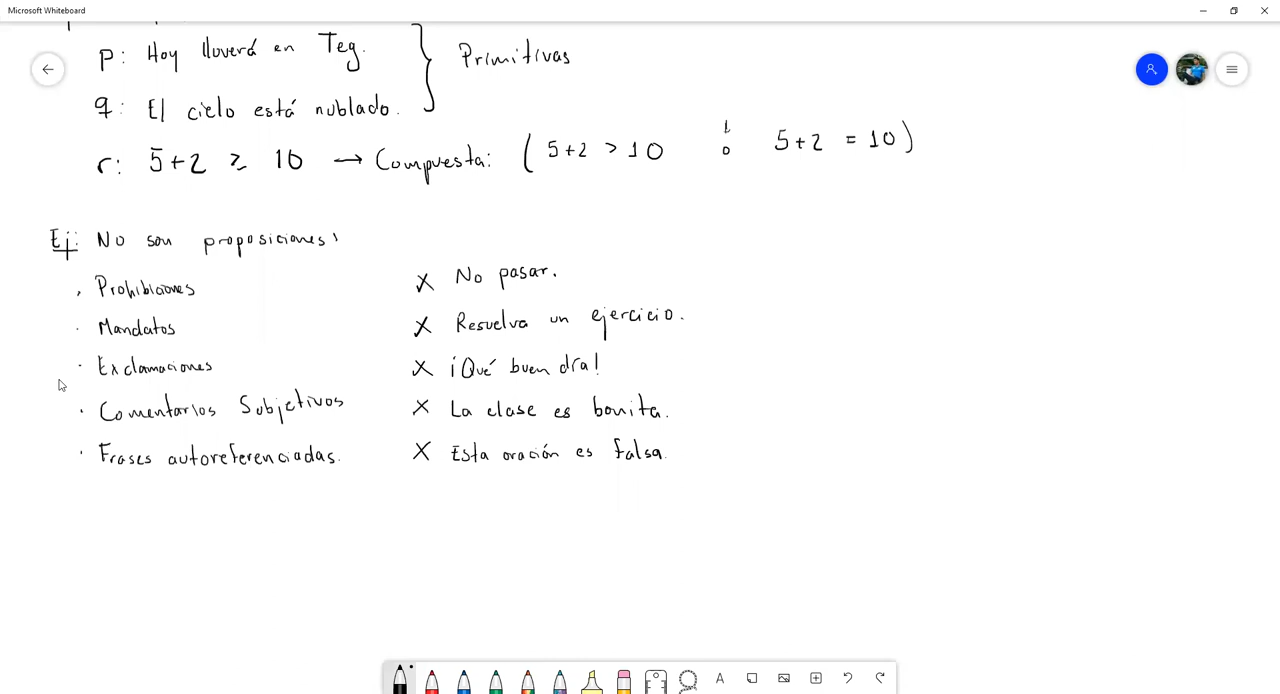 Microsoft Whiteboard
p: Hoy lloverá en Teg. } Primitivas
q: El cielo está nublado.
r: 5+2 ≥ 10 → Compuesta: (5+2 > 10 ó 5+2 = 10)
Ej: No son proposiciones:
· Prohibiciones X No pasar.
· Mandatos X Resuelva un ejercicio.
· Exclamaciones X ¡Qué buen día!
· Comentarios Subjetivos X La clase es bonita.
· Frases autoreferenciadas. X Esta oración es falsa.
A